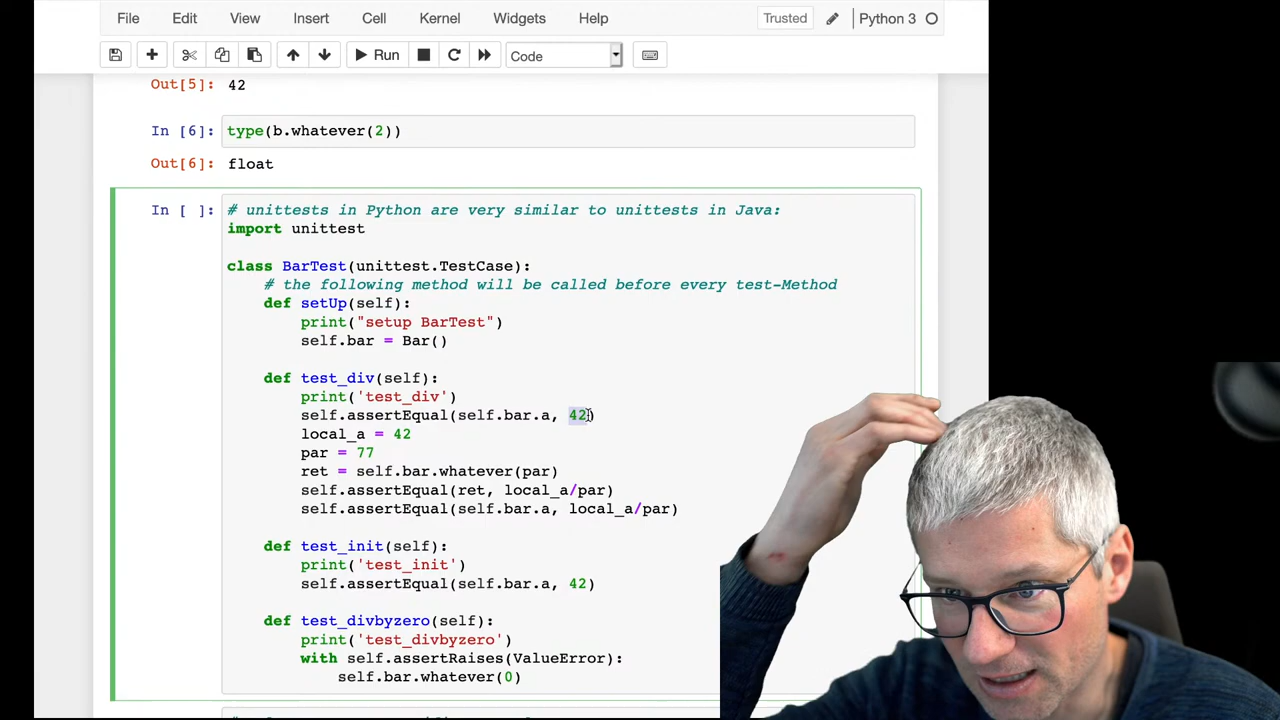 File Edit View Insert Cell Kernel Widgets Help Trusted Python 3
Run Code
Out[5]: 42
In [6]: type(b.whatever(2))
Out[6]: float
In [ ]: # unittests in Python are very similar to unittests in Java:
import unittest
class BarTest(unittest.TestCase):
# the following method will be called before every test-Method
def setUp(self):
print("setup BarTest")
self.bar = Bar()
def test_div(self):
print('test_div')
self.assertEqual(self.bar.a, 42)
local_a = 42
par = 77
ret = self.bar.whatever(par)
self.assertEqual(ret, local_a/par)
self.assertEqual(self.bar.a, local_a/par)
def test_init(self):
print('test_init')
self.assertEqual(self.bar.a, 42)
def test_divbyzero(self):
print('test_divbyzero')
with self.assertRaises(ValueError):
self.bar.whatever(0)